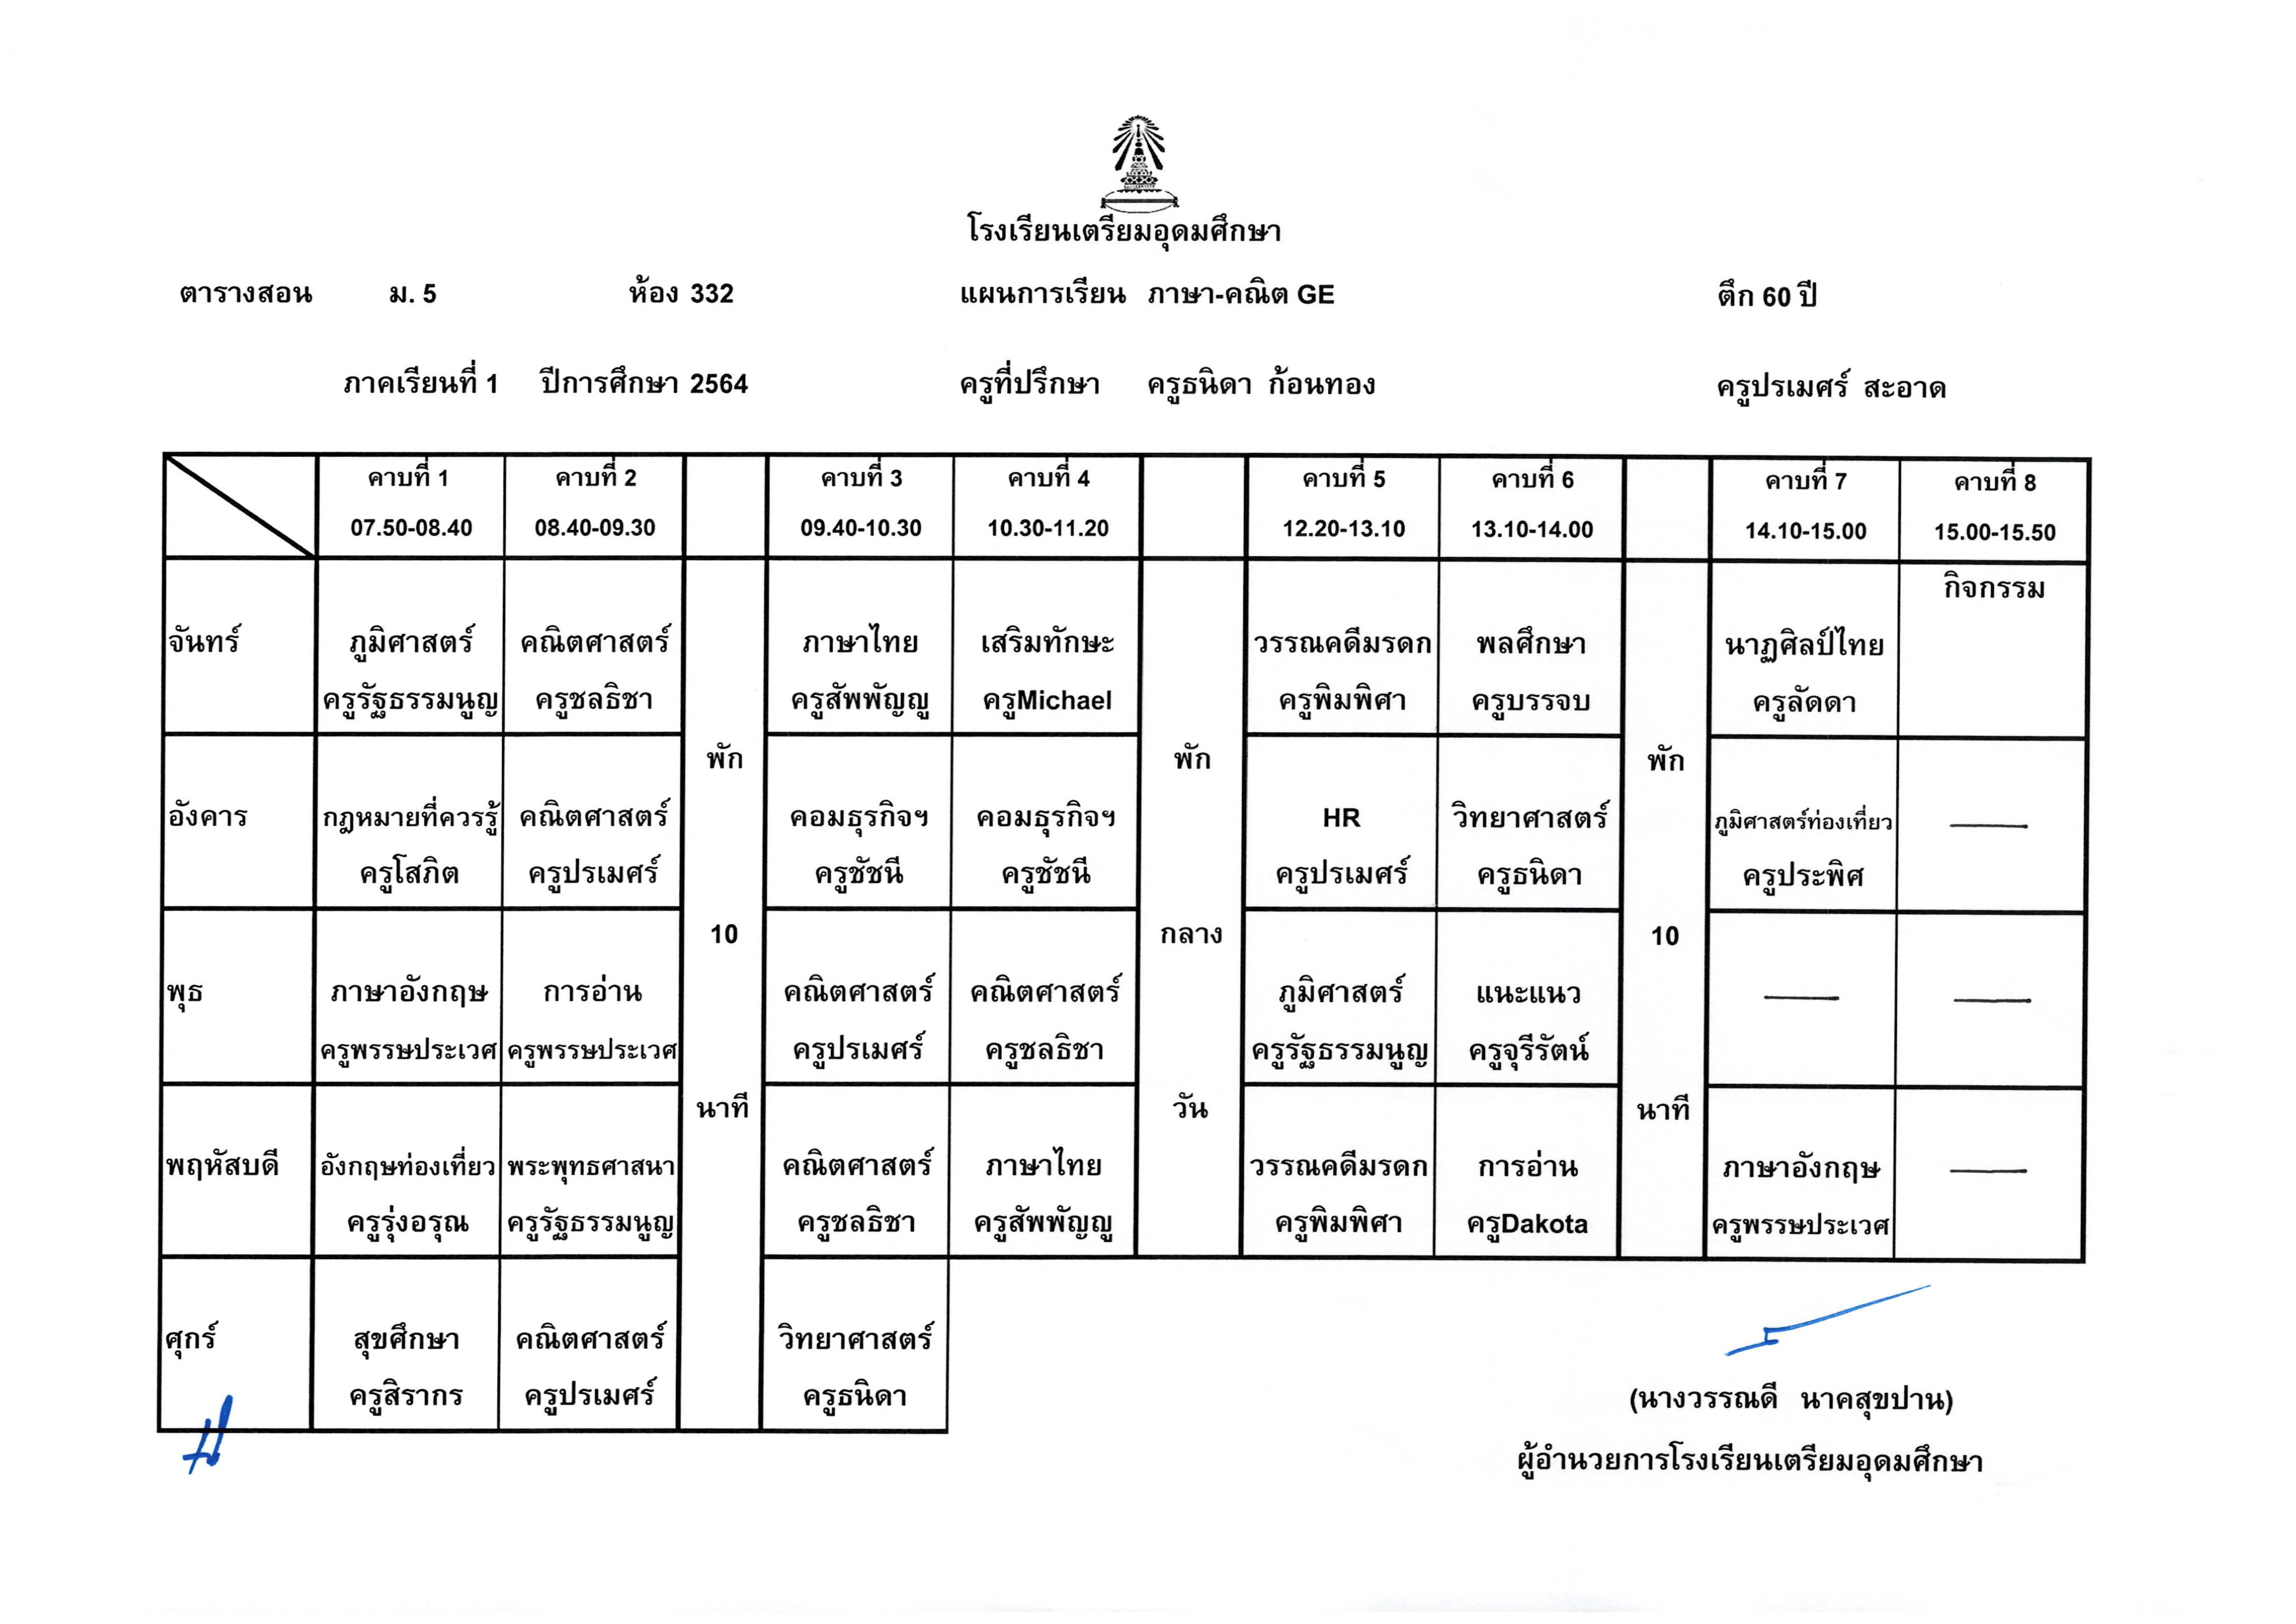 โรงเรียนเตรียมอุดมศึกษา
ตารางสอน ม. 5 ห้อง 332 แผนการเรียน ภาษา-คณิต GE ตึก 60 ปี
ภาคเรียนที่ 1 ปีการศึกษา 2564 ครูที่ปรึกษา ครูธนิดา ก้อนทอง ครูปรเมศร์ สะอาด
คาบที่ 1 คาบที่ 2 คาบที่ 3 คาบที่ 4 คาบที่ 5 คาบที่ 6 คาบที่ 7 คาบที่ 8
07.50-08.40 08.40-09.30 09.40-10.30 10.30-11.20 12.20-13.10 13.10-14.00 14.10-15.00 15.00-15.50
กิจกรรม
จันทร์ ภูมิศาสตร์ คณิตศาสตร์ ภาษาไทย เสริมทักษะ วรรณคดีมรดก พลศึกษา นาฏศิลป์ไทย
ครูรัฐธรรมนูญ ครูชลธิชา ครูสัพพัญญู ครูMichael ครูพิมพิศา ครูบรรจบ ครูลัดดา
พัก พัก พัก
อังคาร กฎหมายที่ควรรู้ คณิตศาสตร์ คอมธุรกิจฯ คอมธุรกิจฯ HR วิทยาศาสตร์ ภูมิศาสตร์ท่องเที่ยว
ครูโสภิต ครูปรเมศร์ ครูชัชนี ครูชัชนี ครูปรเมศร์ ครูธนิดา ครูประพิศ
10 กลาง 10
พุธ ภาษาอังกฤษ การอ่าน คณิตศาสตร์ คณิตศาสตร์ ภูมิศาสตร์ แนะแนว
ครูพรรษประเวศ ครูพรรษประเวศ ครูปรเมศร์ ครูชลธิชา ครูรัฐธรรมนูญ ครูจุรีรัตน์
นาที วัน นาที
พฤหัสบดี อังกฤษท่องเที่ยว พระพุทธศาสนา คณิตศาสตร์ ภาษาไทย วรรณคดีมรดก การอ่าน ภาษาอังกฤษ
ครูรุ่งอรุณ ครูรัฐธรรมนูญ ครูชลธิชา ครูสัพพัญญู ครูพิมพิศา ครูDakota ครูพรรษประเวศ
ศุกร์ สุขศึกษา คณิตศาสตร์ วิทยาศาสตร์
ครูสิรากร ครูปรเมศร์ ครูธนิดา
(นางวรรณดี นาคสุขปาน)
ผู้อำนวยการโรงเรียนเตรียมอุดมศึกษา